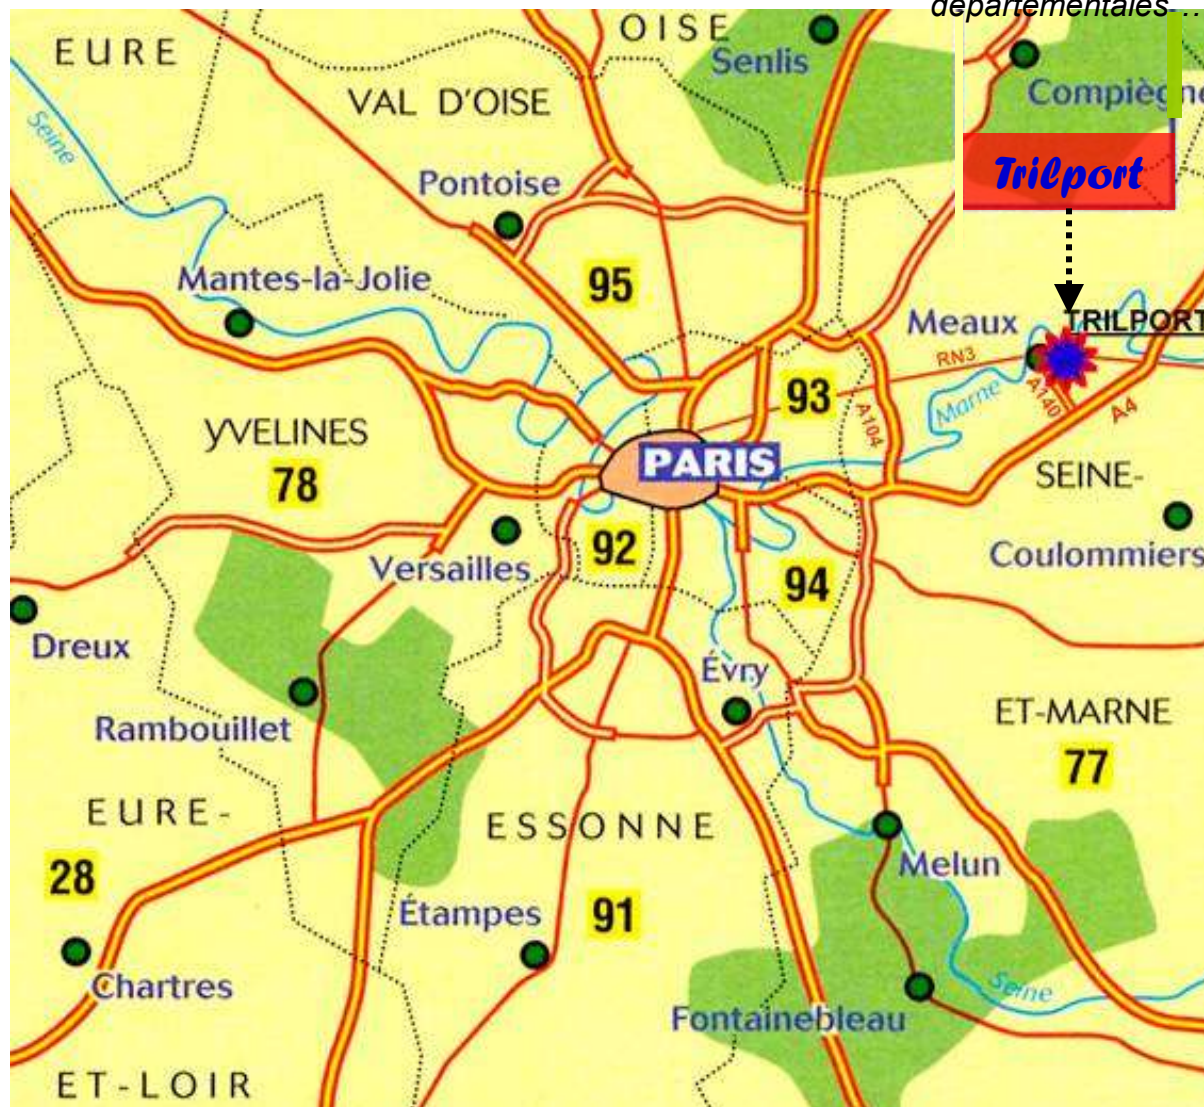 départementales…
OISE
EURE
Senlis
VAL D'OISE
Seine
Pontoise
Trilport
Mantes-la-Jolie
95
Meaux
TRILPORT
RN3
93
Marne
A140
A104
A4
YVELINES
78
PARIS
SEINE-
92
Versailles
94
Coulommiers
Dreux
Évry
Rambouillet
ET-MARNE
77
EURE-
ESSONNE
28
Melun
Étampes
91
Chartres
Seine
Fontainebleau
ET-LOIR